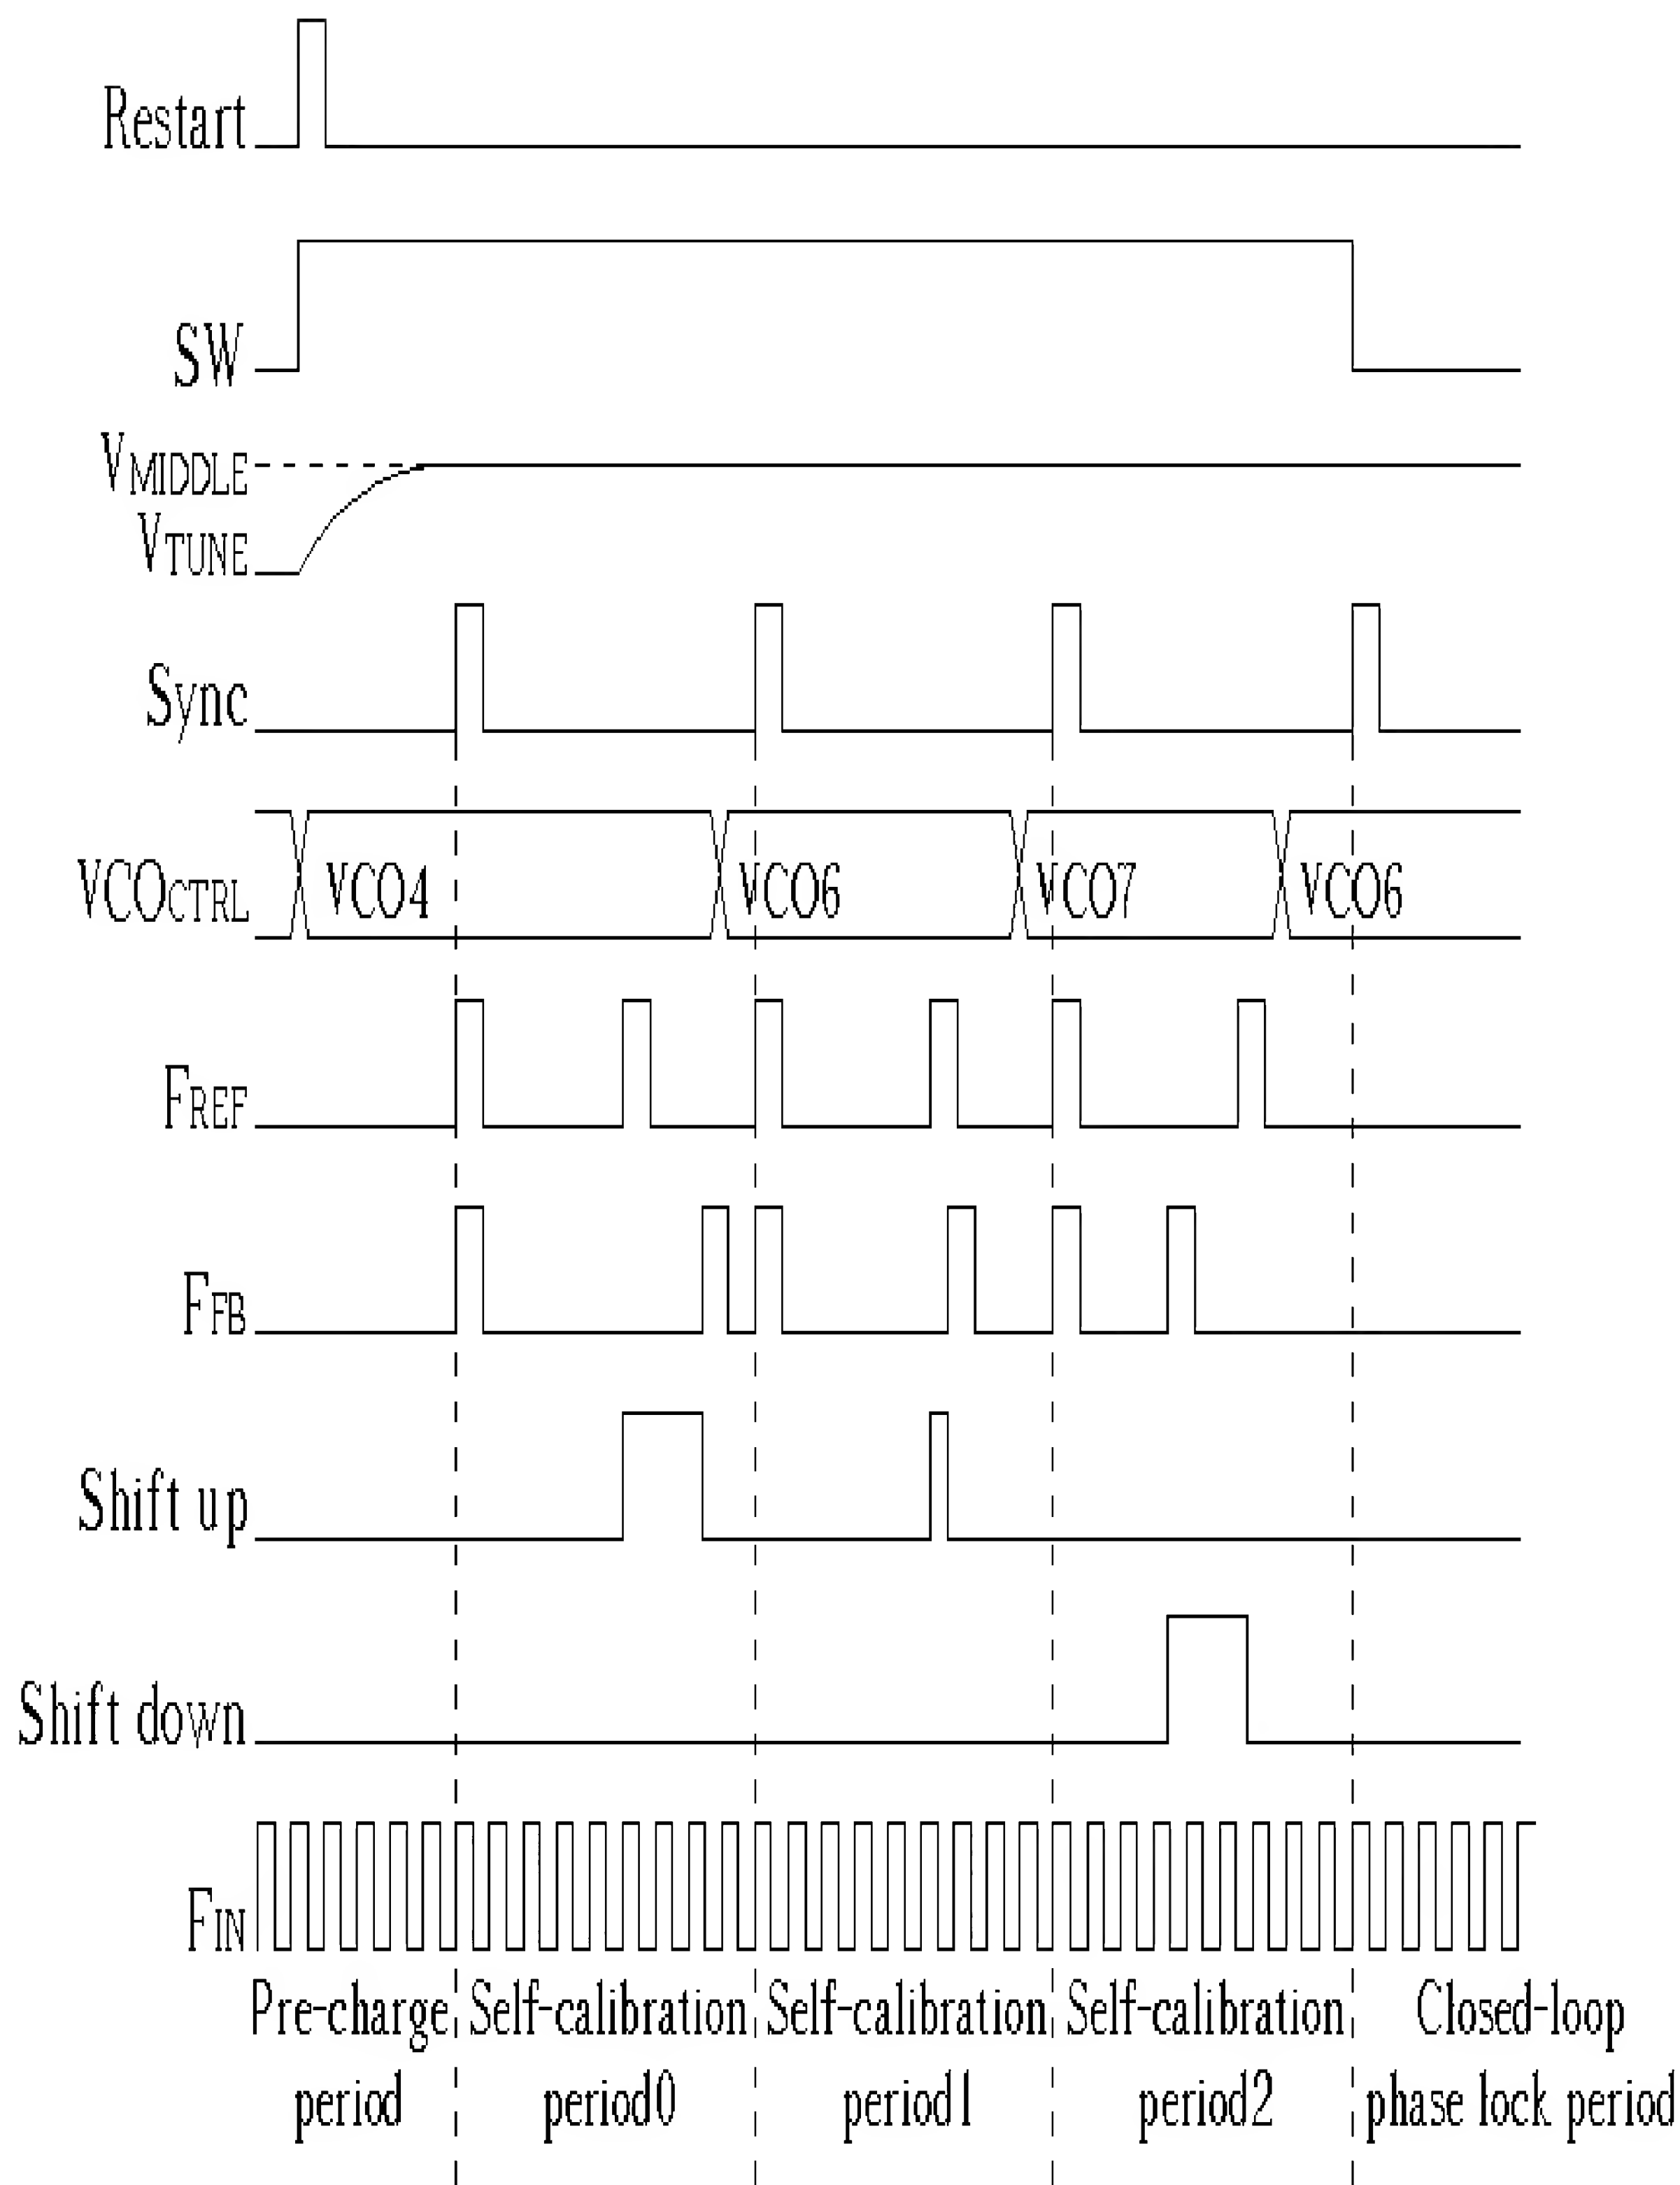 Restart
SW
VMIDDLE
VTUNE
Sync
VCOCTRL
VCO4
VCO6
VCO7
VCO6
FREF
FFB
Shift up
Shift down
FIN
Pre-charge period
Self-calibration period0
Self-calibration period1
Self-calibration period2
Closed-loop phase lock period